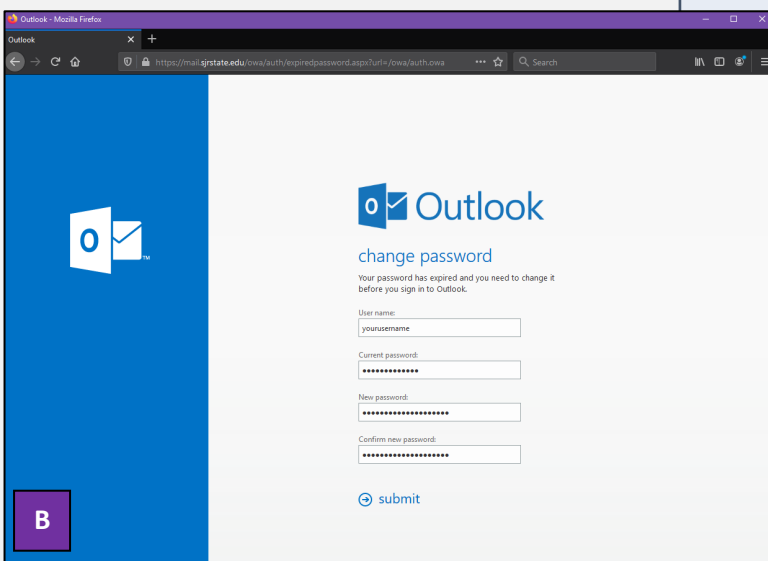 Outlook - Mozilla Firefox
Outlook
https://mail.sjrstate.edu/owa/auth/expiredpassword.aspx?url=/owa/auth.owa
Search
O
TM
O Outlook
change password
Your password has expired and you need to change it
before you sign in to Outlook.
User name:
yourusername
Current password:
•••••••••••••
New password:
••••••••••••••••••••
Confirm new password:
••••••••••••••••••••
submit
B